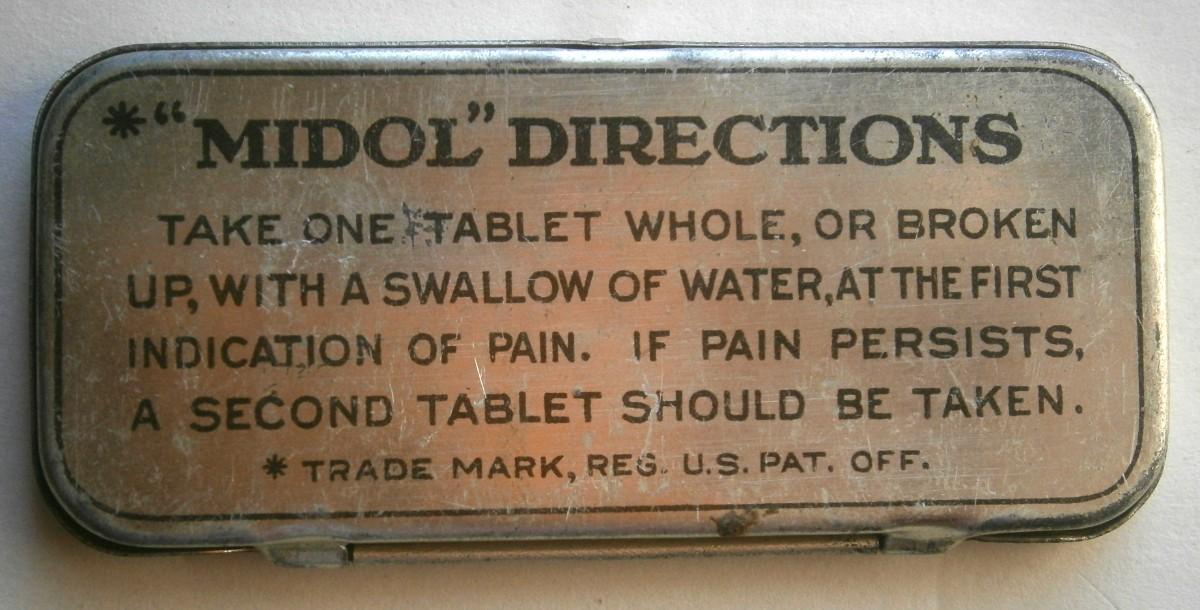 *"MIDOL" DIRECTIONS
TAKE ONE TABLET WHOLE, OR BROKEN
UP, WITH A SWALLOW OF WATER, AT THE FIRST
INDICATION OF PAIN. IF PAIN PERSISTS,
A SECOND TABLET SHOULD BE TAKEN.
* TRADE MARK, REG. U.S. PAT. OFF.